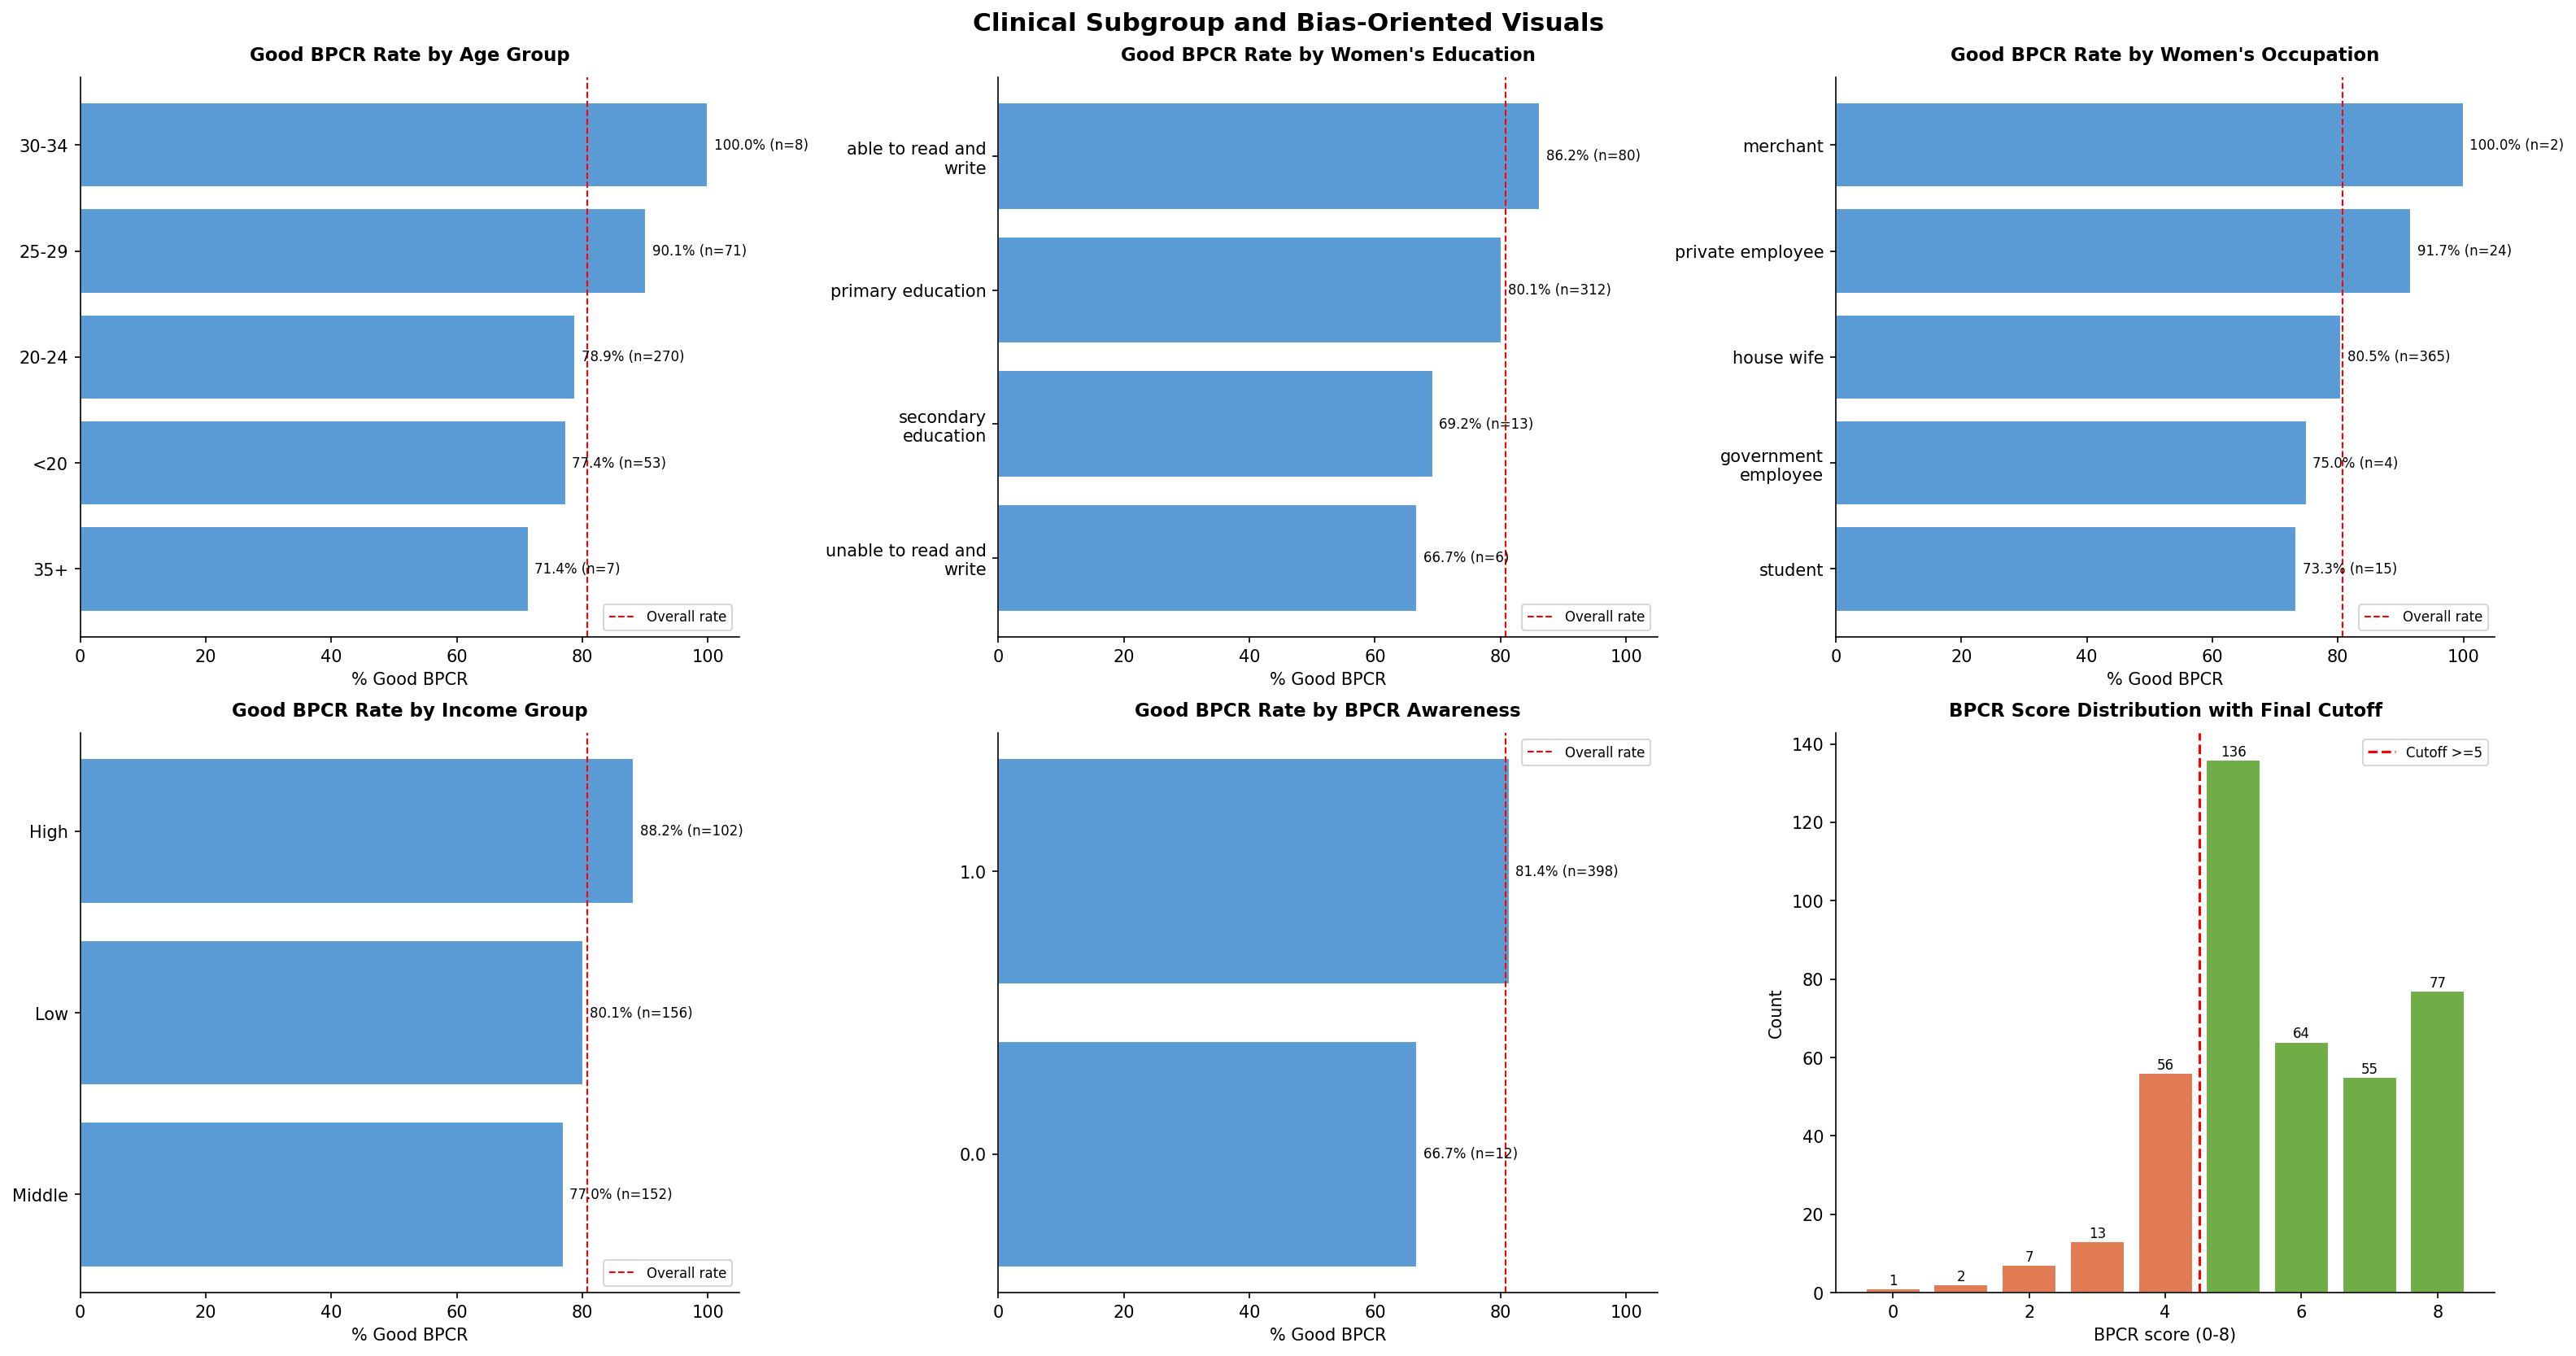 Clinical Subgroup and Bias-Oriented Visuals
Good BPCR Rate by Age Group
30-34
100.0% (n=8)
25-29
90.1% (n=71)
20-24
78.9% (n=270)
<20
77.4% (n=53)
35+
71.4% (n=7)
Overall rate
0 20 40 60 80 100
% Good BPCR
Good BPCR Rate by Women's Education
able to read and
write
86.2% (n=80)
primary education
80.1% (n=312)
secondary
education
69.2% (n=13)
unable to read and
write
66.7% (n=6)
Overall rate
0 20 40 60 80 100
% Good BPCR
Good BPCR Rate by Women's Occupation
merchant
100.0% (n=2)
private employee
91.7% (n=24)
house wife
80.5% (n=365)
government
employee
75.0% (n=4)
student
73.3% (n=15)
Overall rate
0 20 40 60 80 100
% Good BPCR
Good BPCR Rate by Income Group
High
88.2% (n=102)
Low
80.1% (n=156)
Middle
77.0% (n=152)
Overall rate
0 20 40 60 80 100
% Good BPCR
Good BPCR Rate by BPCR Awareness
Overall rate
1.0
81.4% (n=398)
0.0
66.7% (n=12)
0 20 40 60 80 100
% Good BPCR
BPCR Score Distribution with Final Cutoff
Cutoff >=5
Count
140
120
100
80
60
40
20
0
1
2
7
13
56
136
64
55
77
0 2 4 6 8
BPCR score (0-8)